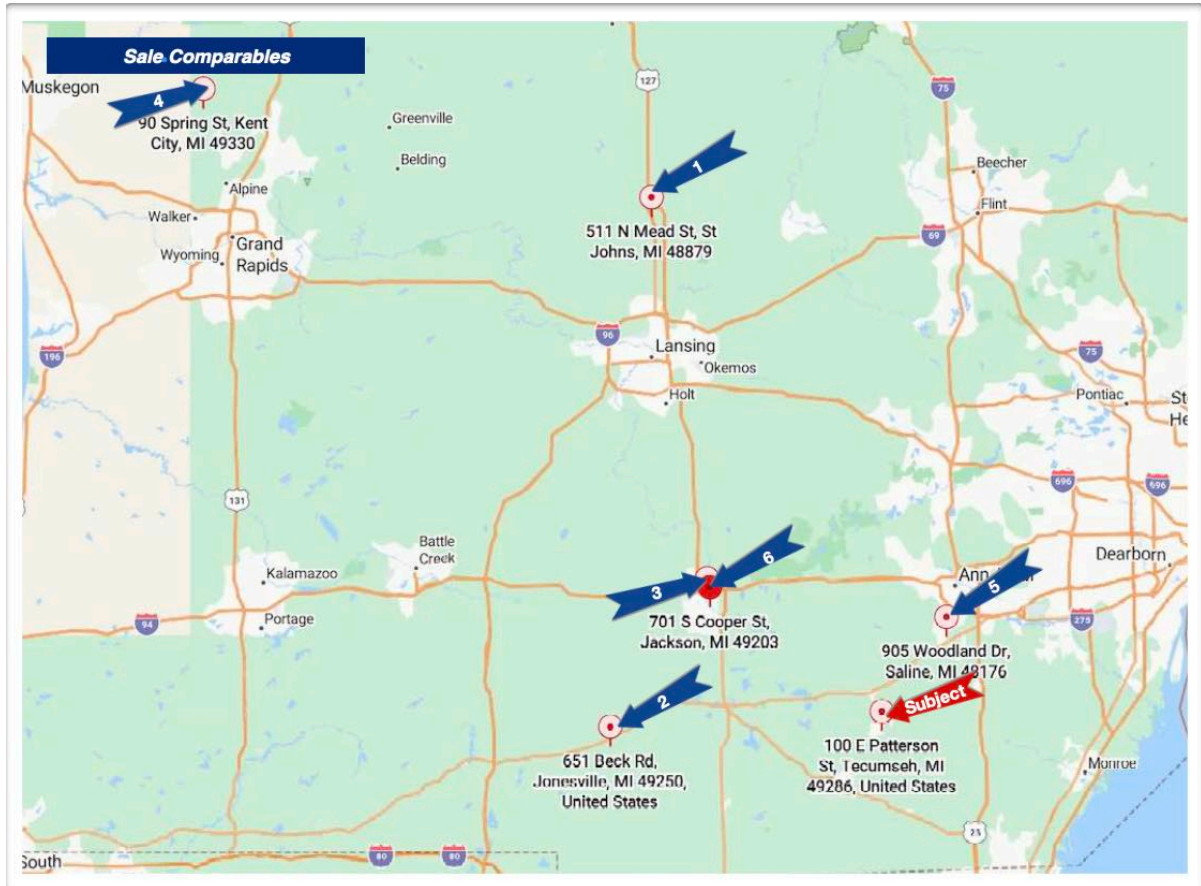 Sale Comparables
Muskegon
4
90 Spring St, Kent
City, MI 49330
Greenville
Belding
127
75
1
Beecher
Flint
Alpine
Walker
Grand
Rapids
Wyoming
511 N Mead St, St
Johns, MI 48879
69
196
96
Lansing
Okemos
Holt
75
Pontiac
696
696
131
Battle
Creek
Kalamazoo
Portage
94
3
6
701 S Cooper St,
Jackson, MI 49203
Dearborn
5
275
905 Woodland Dr,
Saline, MI 48176
Subject
2
651 Beck Rd,
Jonesville, MI 49250,
United States
100 E Patterson
St, Tecumseh, MI
49286, United States
Monroe
23
80
80
South